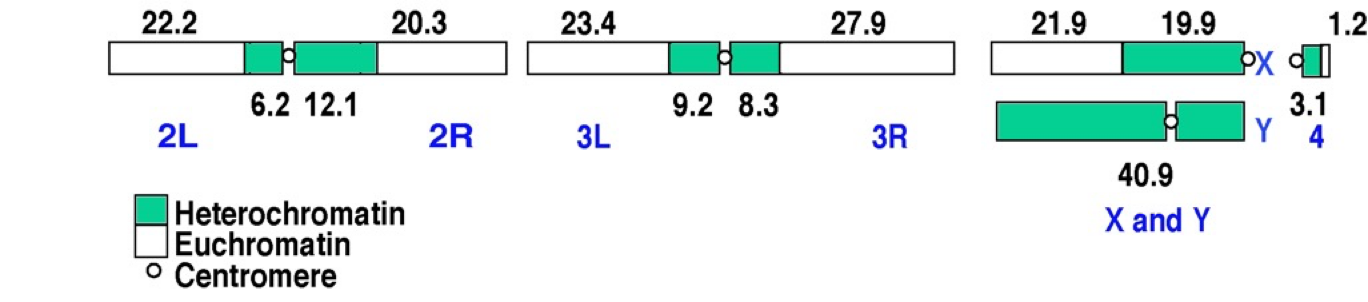 22.2 20.3 23.4 27.9 21.9 19.9 1.2
X
6.2 12.1 9.2 8.3 3.1
2L 2R 3L 3R Y 4
40.9
Heterochromatin X and Y
Euchromatin
Centromere